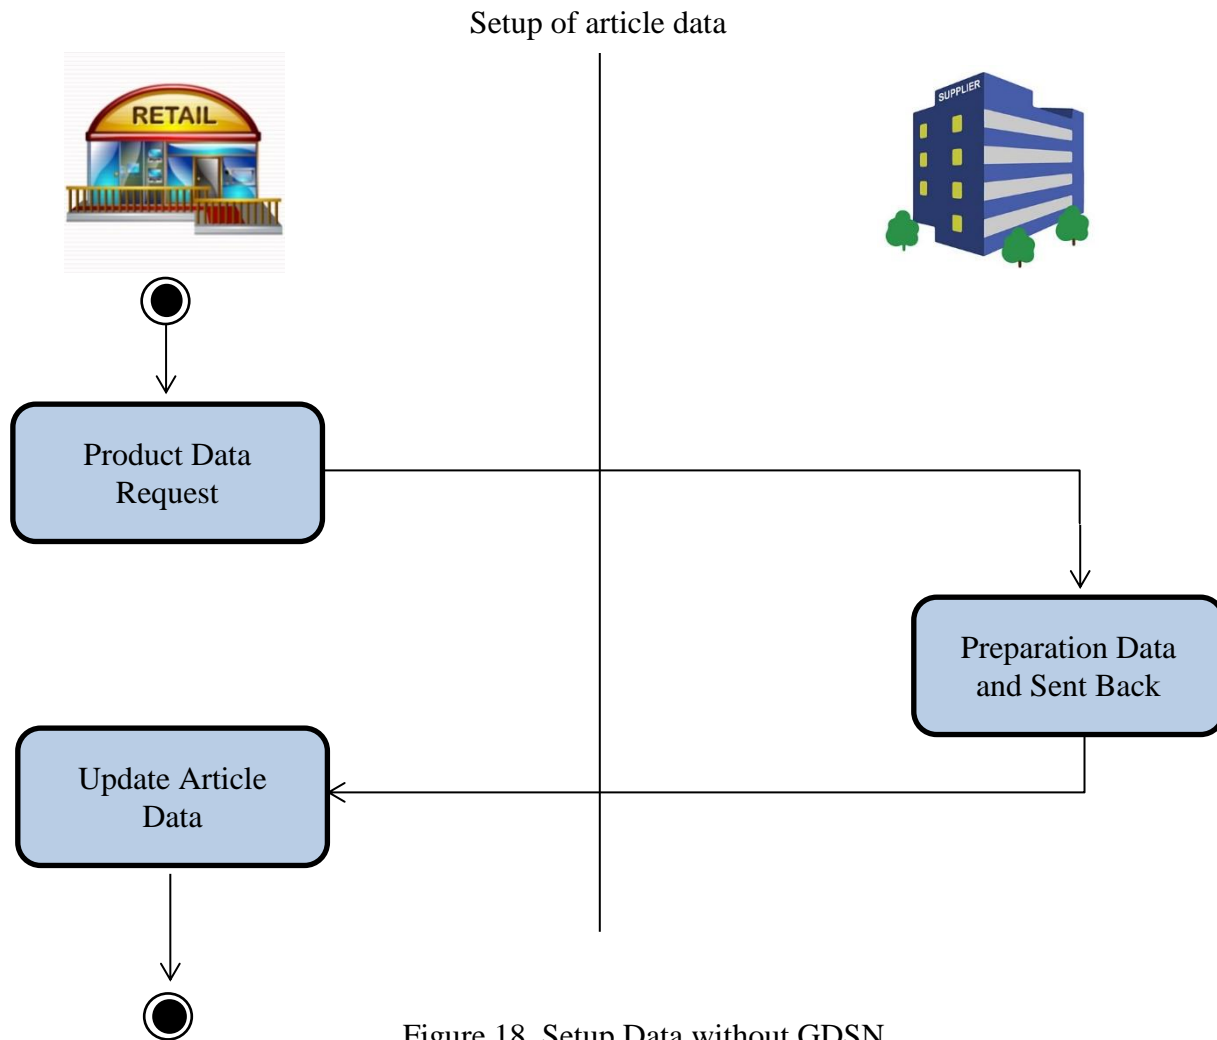 Setup of article data
RETAIL
SUPPLIER
Product Data
Request
Preparation Data
and Sent Back
Update Article
Data
Figure 18. Setup Data without GDSN